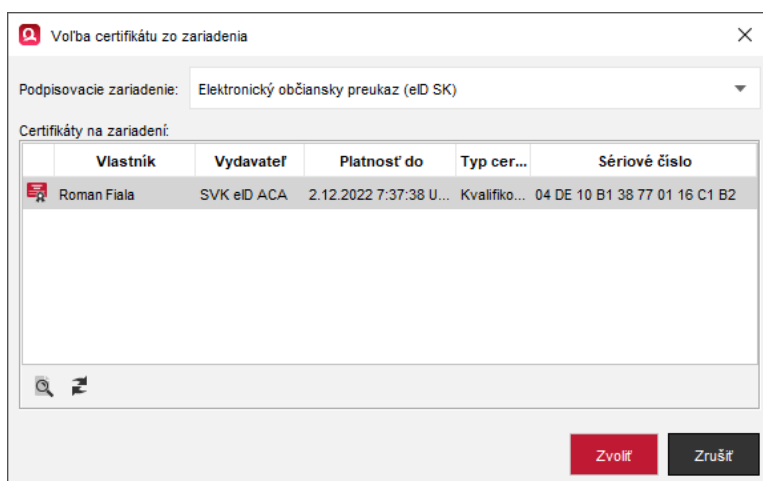 Voľba certifikátu zo zariadenia
Podpisovacie zariadenie: Elektronický občiansky preukaz (eID SK)
Certifikáty na zariadení:
Vlastník Vydavateľ Platnosť do Typ cer... Sériové číslo
Roman Fiala SVK eID ACA 2.12.2022 7:37:38 U... Kvalifiko... 04 DE 10 B1 38 77 01 16 C1 B2
Zvoliť Zrušiť